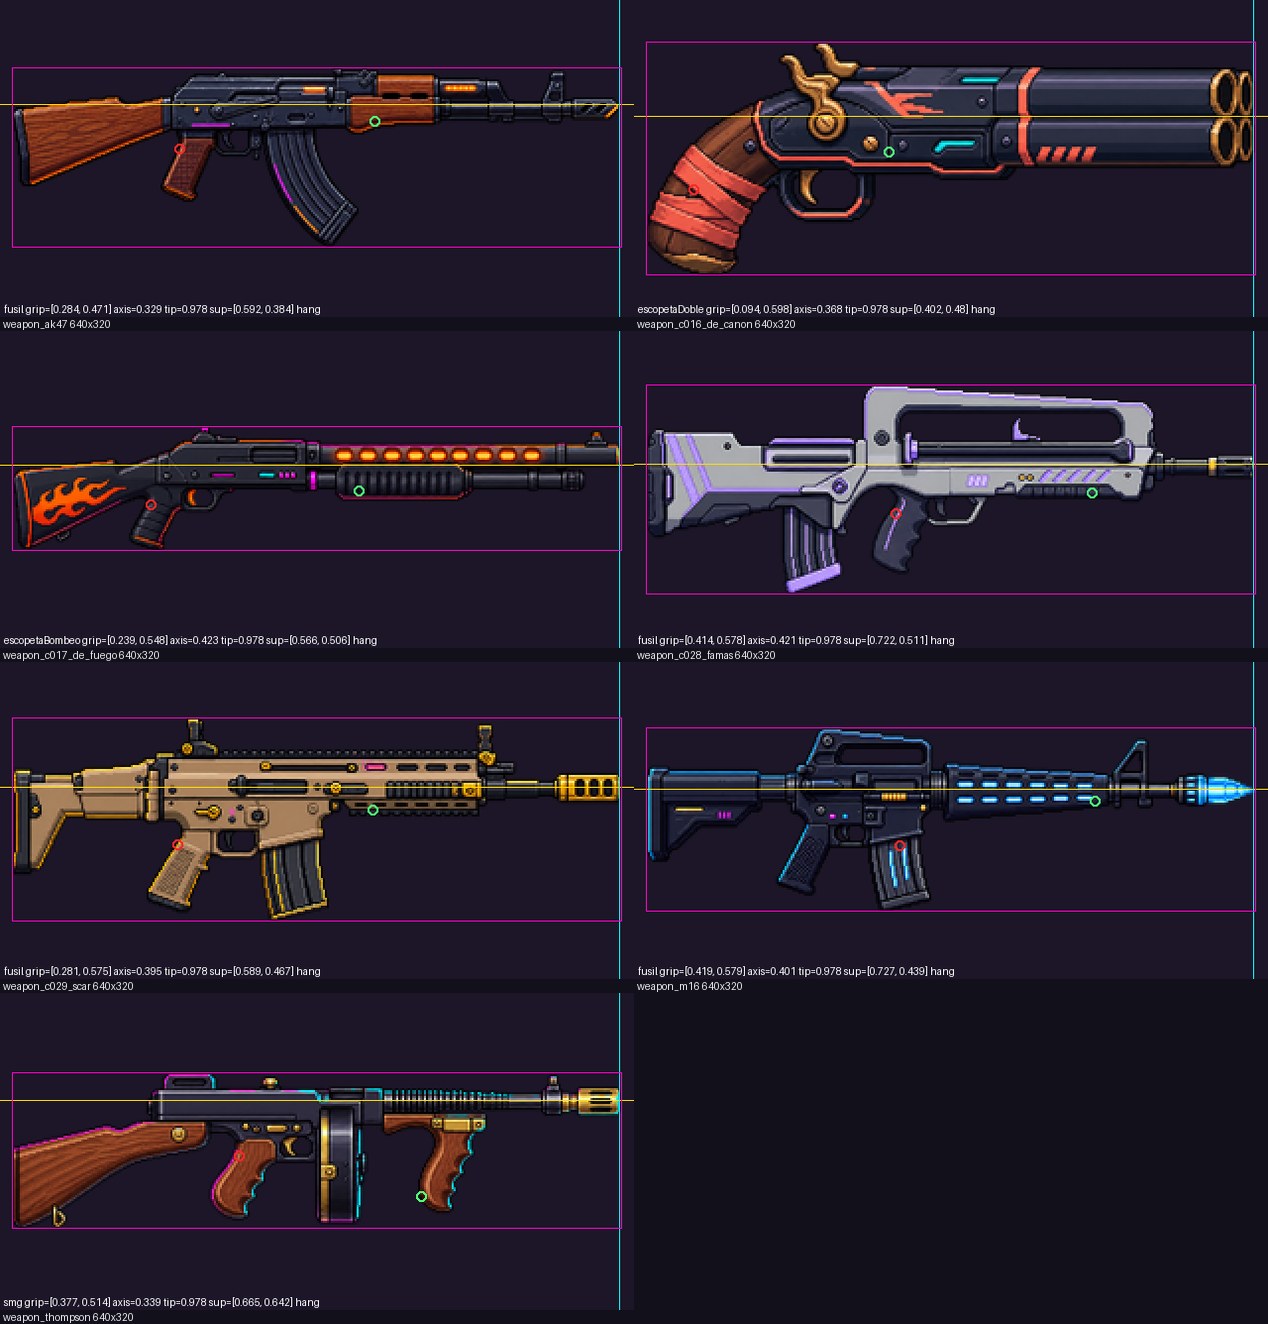 fusil grip=[0.284, 0.471] axis=0.329 tip=0.978 sup=[0.592, 0.384] hang
weapon_ak47 640x320
escopetaDoble grip=[0.094, 0.598] axis=0.368 tip=0.978 sup=[0.402, 0.48] hang
weapon_c016_de_canon 640x320
escopetaBombeo grip=[0.239, 0.548] axis=0.423 tip=0.978 sup=[0.566, 0.506] hang
weapon_c017_de_fuego 640x320
fusil grip=[0.414, 0.578] axis=0.421 tip=0.978 sup=[0.722, 0.511] hang
weapon_c028_famas 640x320
fusil grip=[0.281, 0.575] axis=0.395 tip=0.978 sup=[0.589, 0.467] hang
weapon_c029_scar 640x320
fusil grip=[0.419, 0.579] axis=0.401 tip=0.978 sup=[0.727, 0.439] hang
weapon_m16 640x320
smg grip=[0.377, 0.514] axis=0.339 tip=0.978 sup=[0.665, 0.642] hang
weapon_thompson 640x320